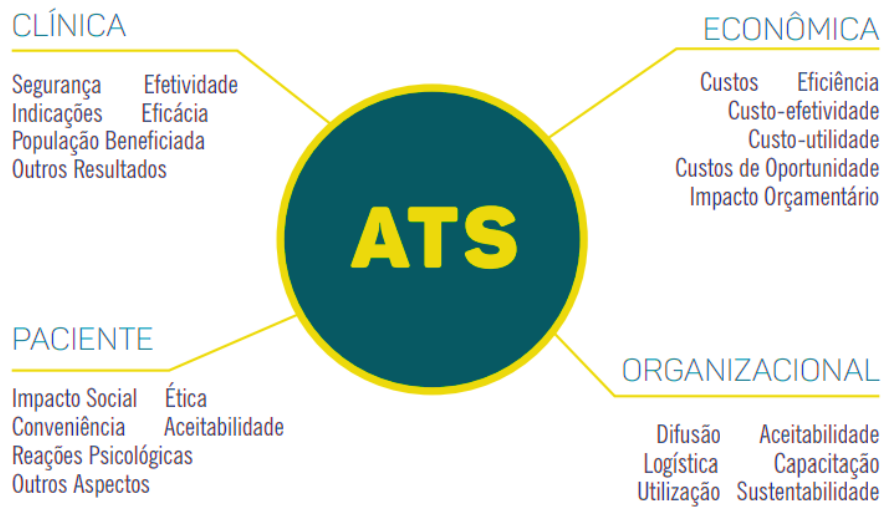 CLÍNICA
Segurança Efetividade
Indicações Eficácia
População Beneficiada
Outros Resultados
ECONÔMICA
Custos Eficiência
Custo-efetividade
Custo-utilidade
Custos de Oportunidade
Impacto Orçamentário
ATS
PACIENTE
Impacto Social Ética
Conveniência Aceitabilidade
Reações Psicológicas
Outros Aspectos
ORGANIZACIONAL
Difusão Aceitabilidade
Logística Capacitação
Utilização Sustentabilidade